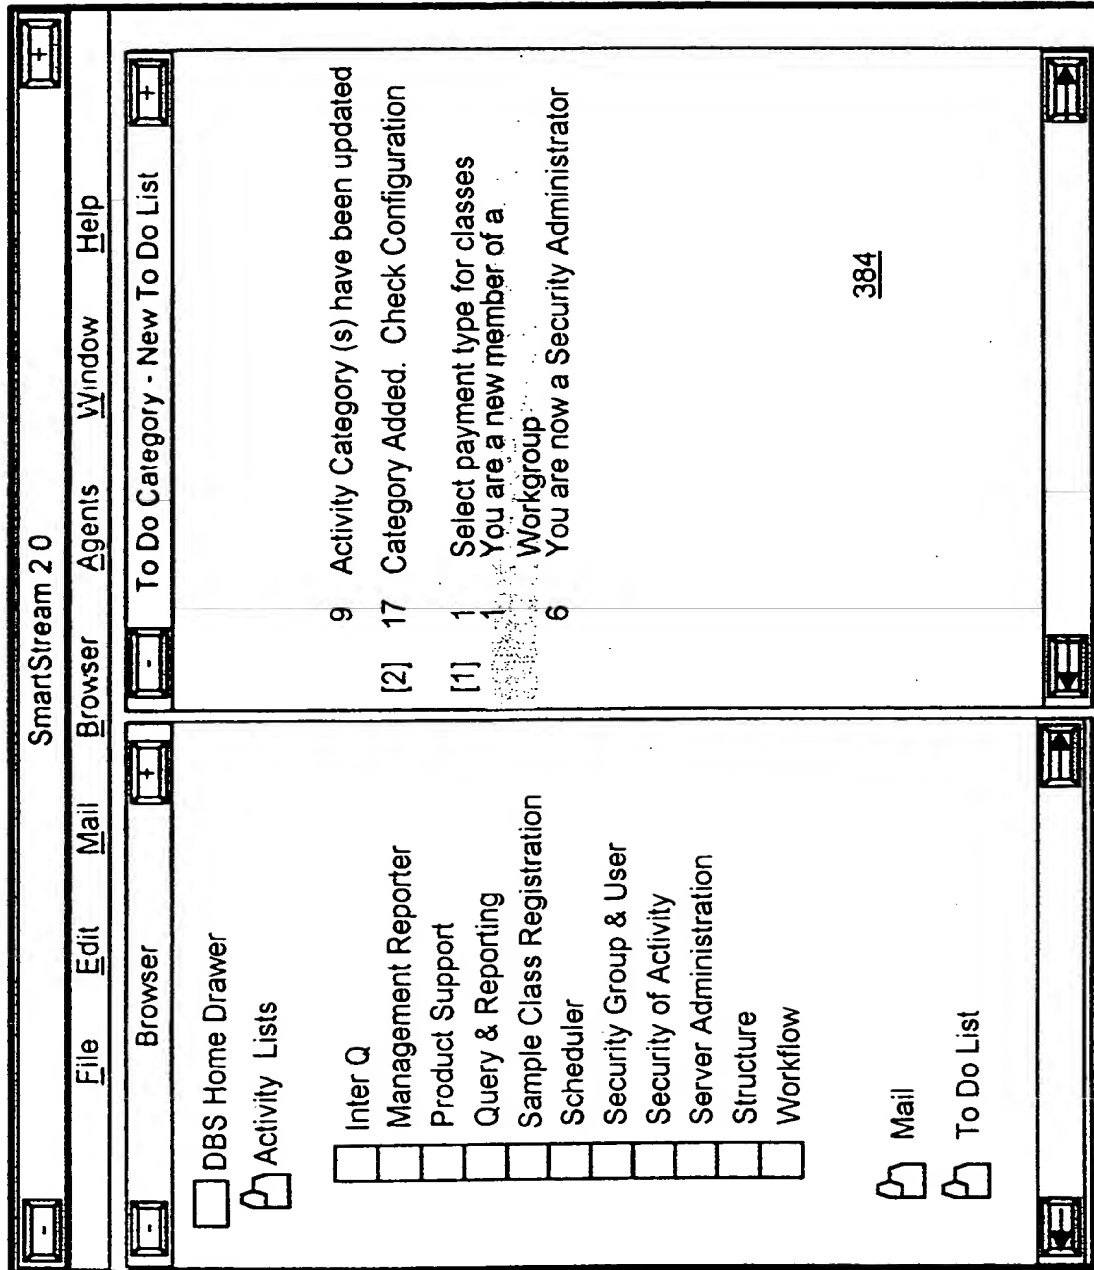 SmartStream 2 0
File Edit Mail Browser Agents Window Help
- Browser +
DBS Home Drawer
Activity Lists
Inter Q
Management Reporter
Product Support
Query & Reporting
Sample Class Registration
Scheduler
Security Group & User
Security of Activity
Server Administration
Structure
Workflow
Mail
To Do List
- To Do Category - New To Do List +
9 Activity Category (s) have been updated
[2] 17 Category Added. Check Configuration
[1] 1 Select payment type for classes
1 You are a new member of a
Workgroup
6 You are now a Security Administrator
384